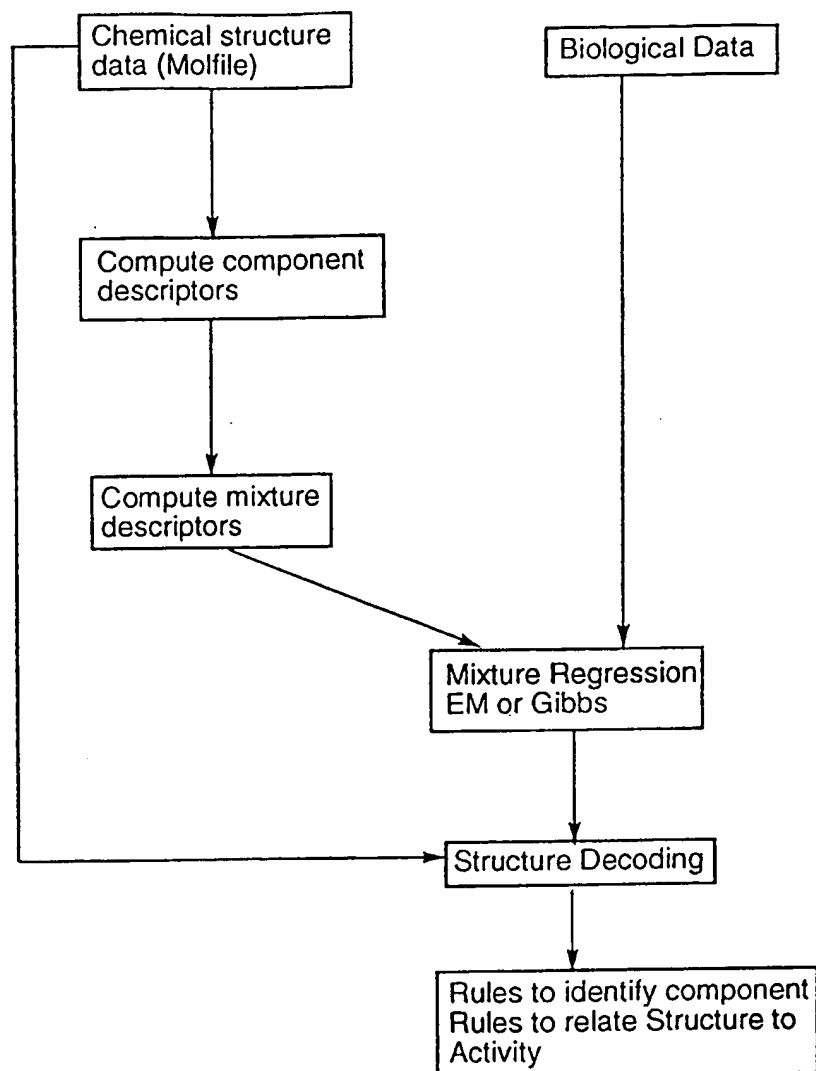 Chemical structure
data (Molfile)
Biological Data
Compute component
descriptors
Compute mixture
descriptors
Mixture Regression
EM or Gibbs
Structure Decoding
Rules to identify component
Rules to relate Structure to
Activity